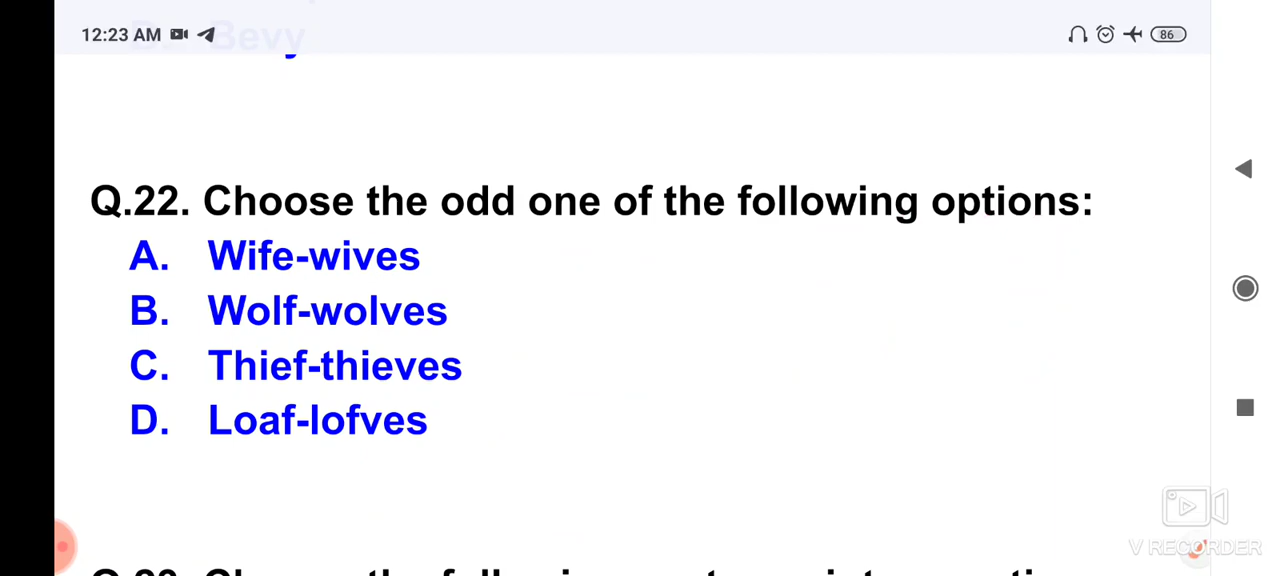 12:23 AM 86
Bevy
Q.22. Choose the odd one of the following options:
A. Wife-wives
B. Wolf-wolves
C. Thief-thieves
D. Loaf-lofves
V RECORDER